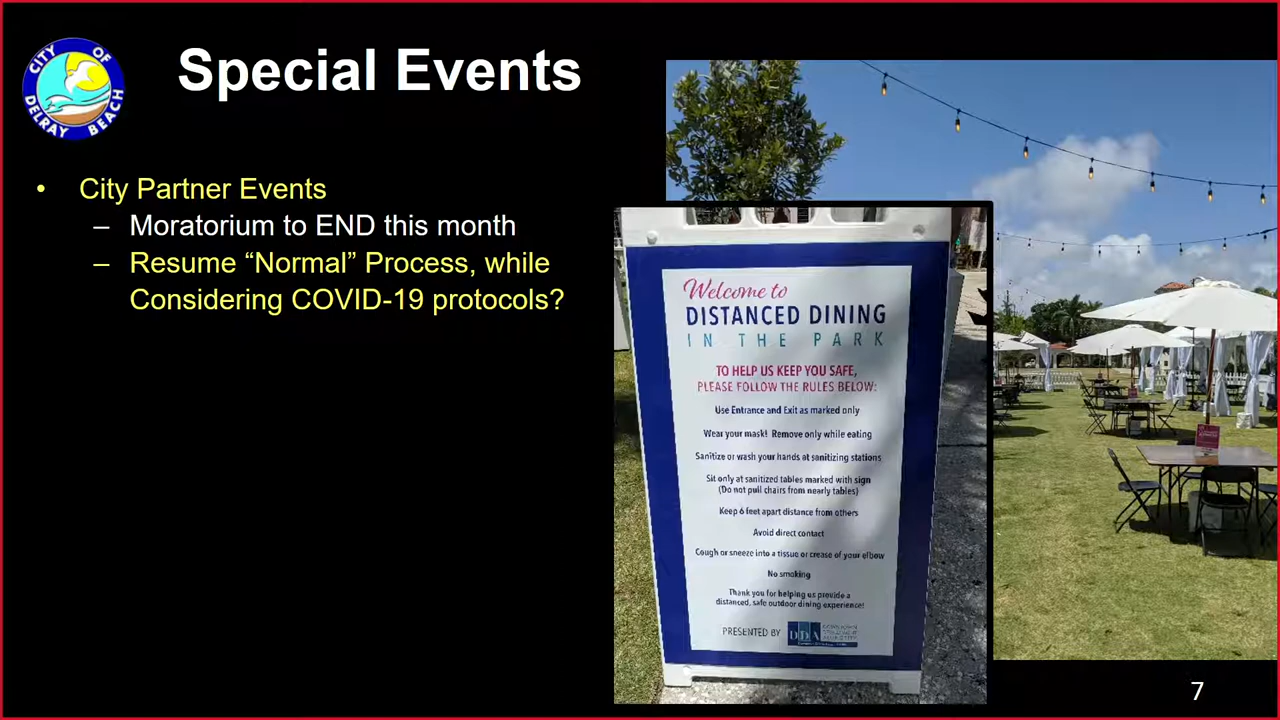 CITY OF
DELRAY BEACH
Special Events
• City Partner Events
– Moratorium to END this month
– Resume “Normal” Process, while
Considering COVID-19 protocols?
Welcome to
DISTANCED DINING
IN THE PARK
TO HELP US KEEP YOU SAFE,
PLEASE FOLLOW THE RULES BELOW:
Use Entrance and Exit as marked only
Wear your mask! Remove only while eating
Sanitize or wash your hands at sanitizing stations
Sit only at sanitized tables marked with sign
(Do not pull chairs from nearly tables)
Keep 6 feet apart distance from others
Avoid direct contact
Cough or sneeze into a tissue or crease of your elbow
No smoking
Thank you for helping us provide a
distanced, safe outdoor dining experience!
PRESENTED BY DDA
7